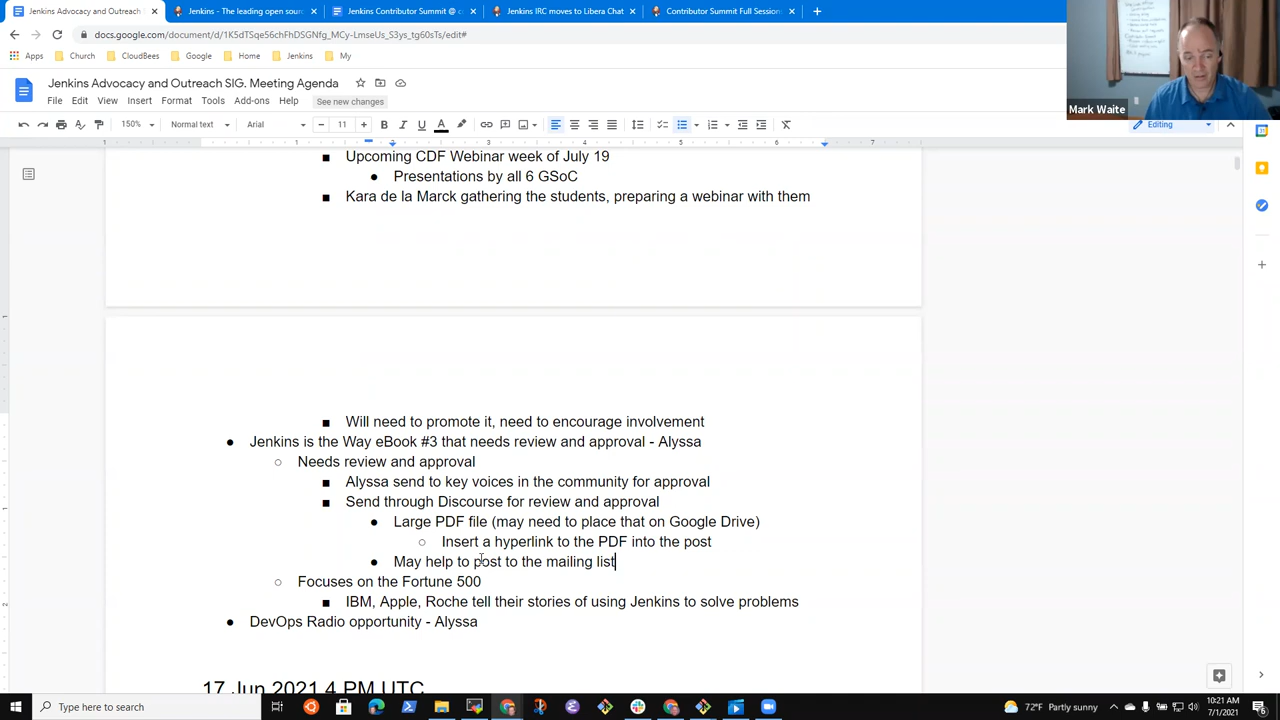 Jenkins Advocacy and Outreach
Jenkins - The leading open sourc
Jenkins Contributor Summit @ c
Jenkins IRC moves to Libera Chat
Contributor Summit Full Session
Apps
Church
CloudBees
Google
Home
Jenkins
My
Jenkins Advocacy and Outreach SIG. Meeting Agenda
File Edit View Insert Format Tools Add-ons Help
See new changes
150%
Normal text
Arial
11
Editing
Mark Waite
Upcoming CDF Webinar week of July 19
Presentations by all 6 GSoC
Kara de la Marck gathering the students, preparing a webinar with them
Will need to promote it, need to encourage involvement
Jenkins is the Way eBook #3 that needs review and approval - Alyssa
Needs review and approval
Alyssa send to key voices in the community for approval
Send through Discourse for review and approval
Large PDF file (may need to place that on Google Drive)
Insert a hyperlink to the PDF into the post
May help to post to the mailing list
Focuses on the Fortune 500
IBM, Apple, Roche tell their stories of using Jenkins to solve problems
DevOps Radio opportunity - Alyssa
17 Jun 2021 4 PM UTC
Type here to search
72°F Partly sunny
10:21 AM
7/1/2021